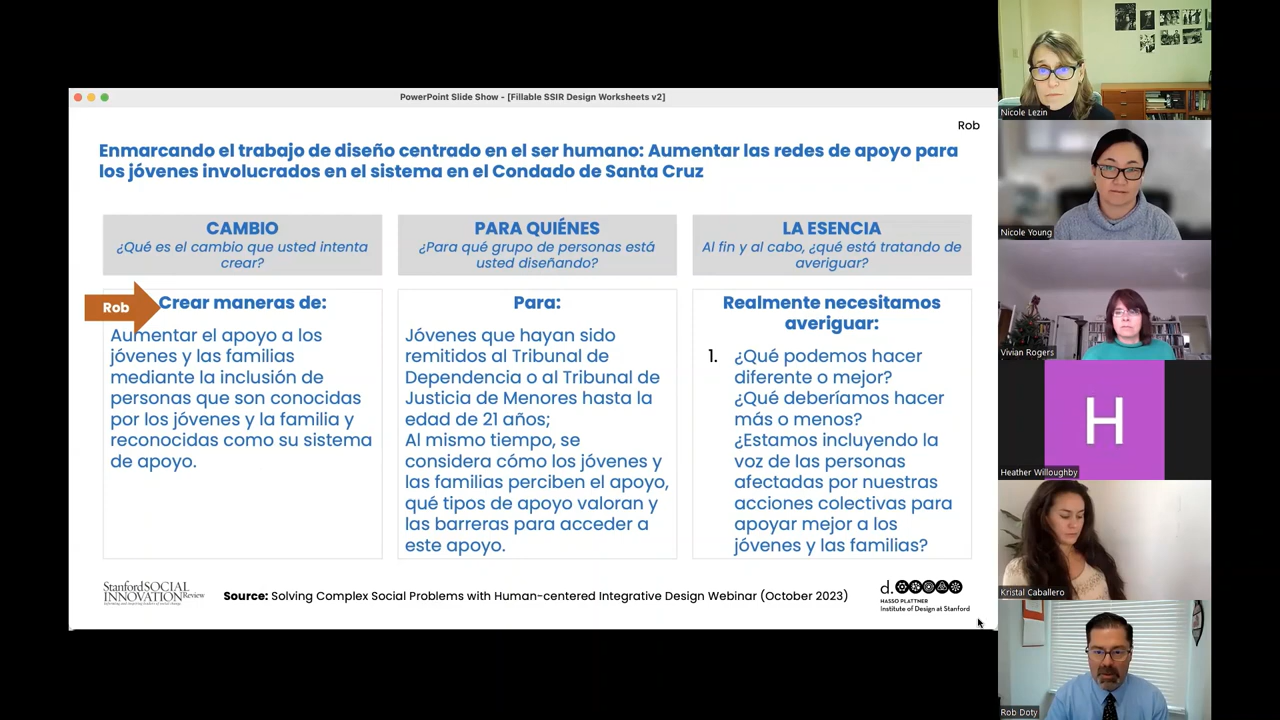 PowerPoint Slide Show - [Fillable SSIR Design Worksheets v2]
Rob
Enmarcando el trabajo de diseño centrado en el ser humano: Aumentar las redes de apoyo para
los jóvenes involucrados en el sistema en el Condado de Santa Cruz
CAMBIO
¿Qué es el cambio que usted intenta
crear?
PARA QUIÉNES
¿Para qué grupo de personas está
usted diseñando?
LA ESENCIA
Al fin y al cabo, ¿qué está tratando de
averiguar?
Rob
Crear maneras de:
Aumentar el apoyo a los
jóvenes y las familias
mediante la inclusión de
personas que son conocidas
por los jóvenes y la familia y
reconocidas como su sistema
de apoyo.
Para:
Jóvenes que hayan sido
remitidos al Tribunal de
Dependencia o al Tribunal de
Justicia de Menores hasta la
edad de 21 años;
Al mismo tiempo, se
considera cómo los jóvenes y
las familias perciben el apoyo,
qué tipos de apoyo valoran y
las barreras para acceder a
este apoyo.
Realmente necesitamos
averiguar:
1. ¿Qué podemos hacer
diferente o mejor?
¿Qué deberíamos hacer
más o menos?
¿Estamos incluyendo la
voz de las personas
afectadas por nuestras
acciones colectivas para
apoyar mejor a los
jóvenes y las familias?
Stanford SOCIAL
INNOVATION Review
Source: Solving Complex Social Problems with Human-centered Integrative Design Webinar (October 2023)
d.
HASSO PLATTNER
Institute of Design at Stanford
Nicole Lezin
Nicole Young
Vivian Rogers
H
Heather Willoughby
Kristal Caballero
Rob Doty